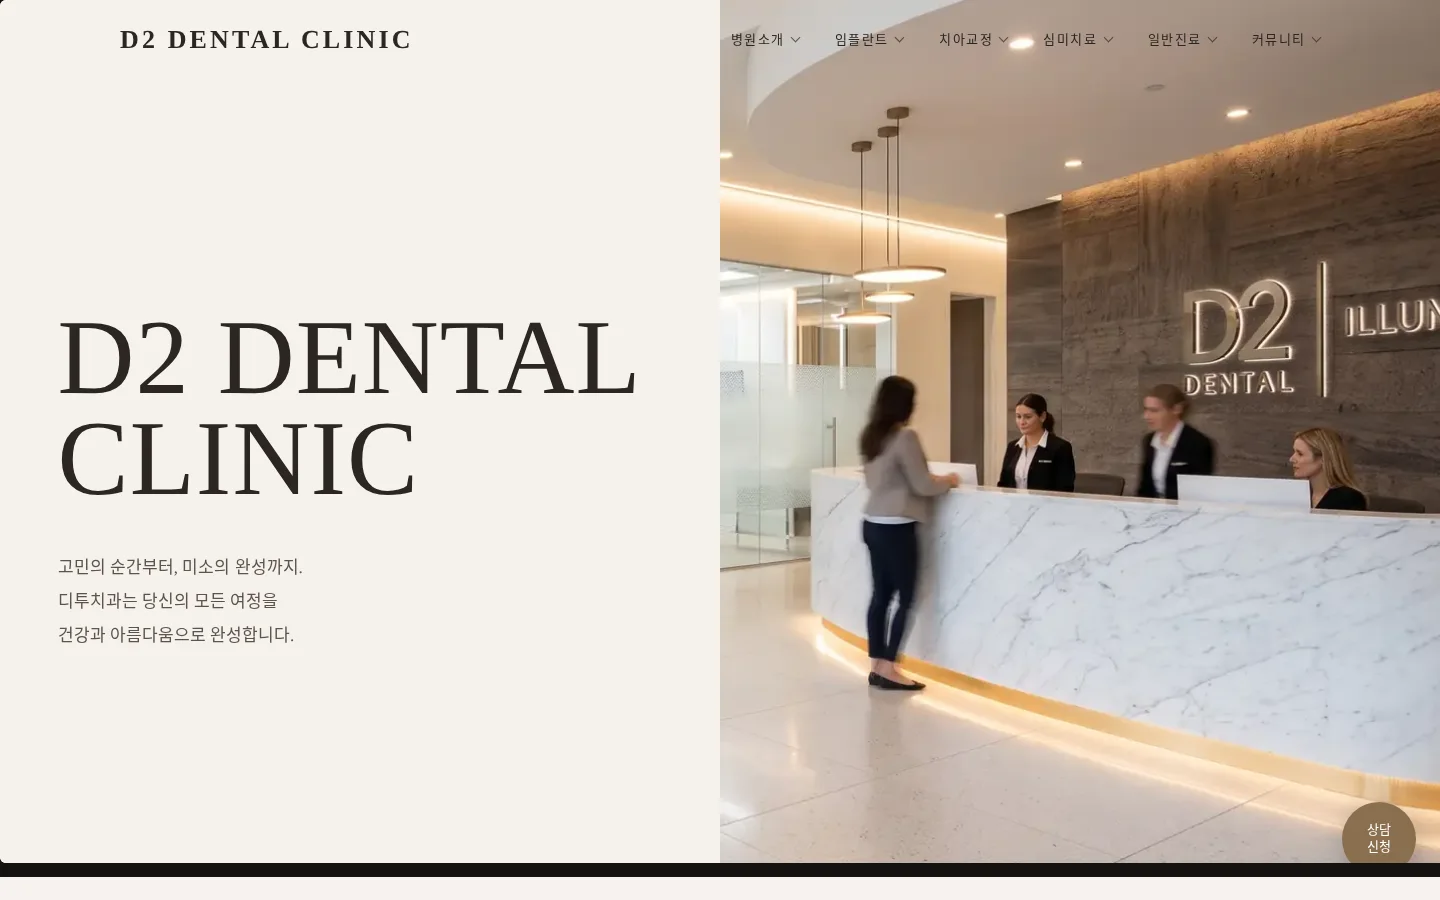 D2 DENTAL CLINIC
병원소개
임플란트
치아교정
심미치료
일반진료
커뮤니티
D2 DENTAL
CLINIC
고민의 순간부터, 미소의 완성까지.
디투치과는 당신의 모든 여정을
건강과 아름다움으로 완성합니다.
D2
DENTAL
ILLUN
상담
신청